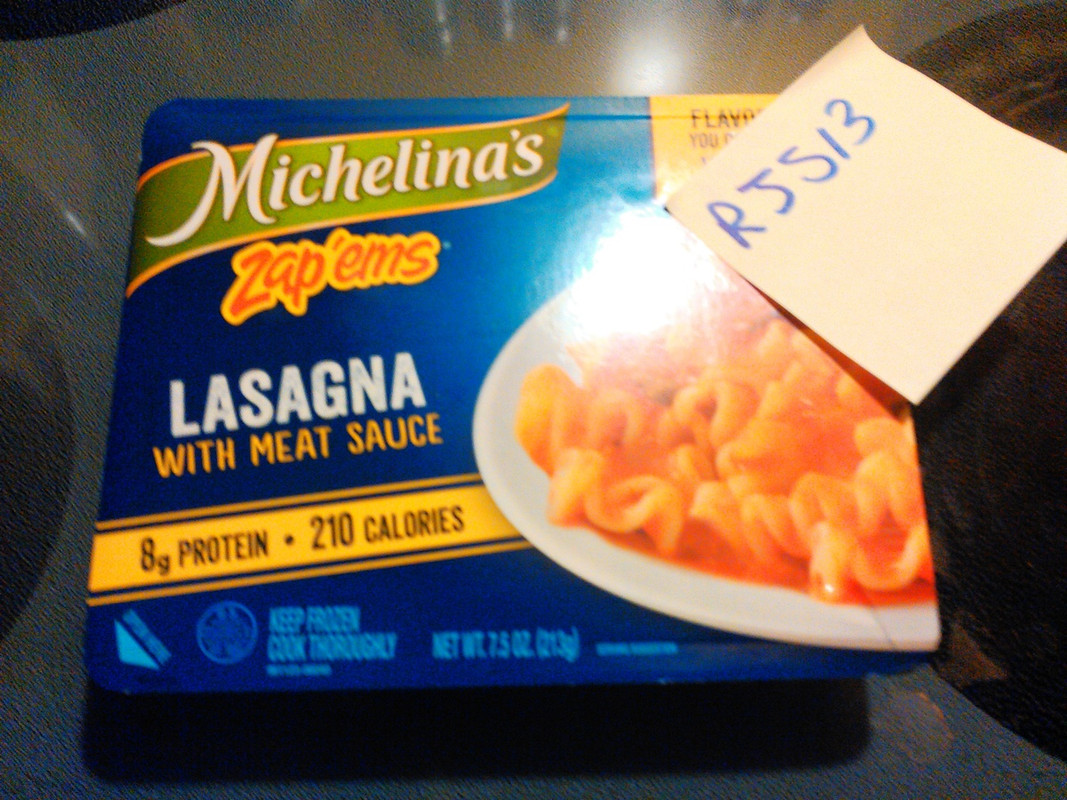 Michelina's
Zap'ems
LASAGNA
WITH MEAT SAUCE
8g PROTEIN • 210 CALORIES
KEEP FROZEN
COOK THOROUGHLY
NET WT. 7.5 OZ. (213g)
YOU
RJ513